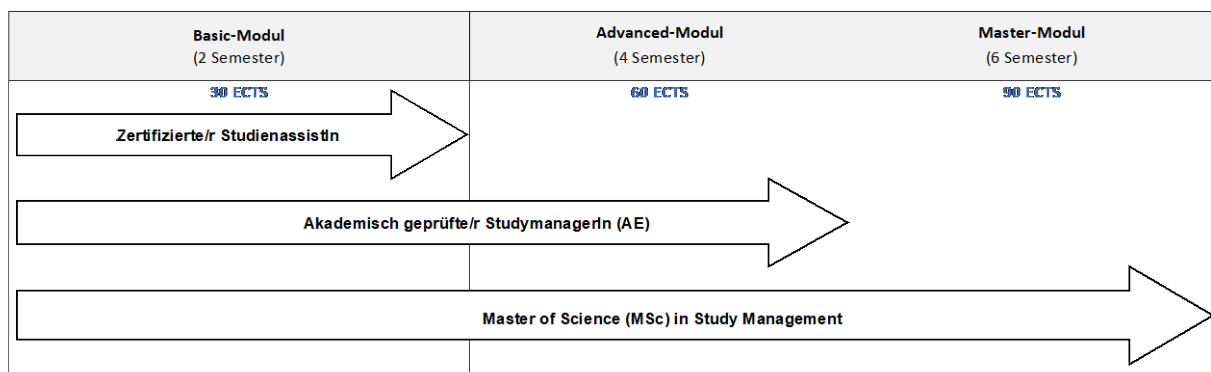 Basic-Modul
(2 Semester)
Advanced-Modul
(4 Semester)
Master-Modul
(6 Semester)
30 ECTS
60 ECTS
90 ECTS
Zertifizierte/r StudienassistIn
Akademisch geprüfte/r StudymanagerIn (AE)
Master of Science (MSc) in Study Management